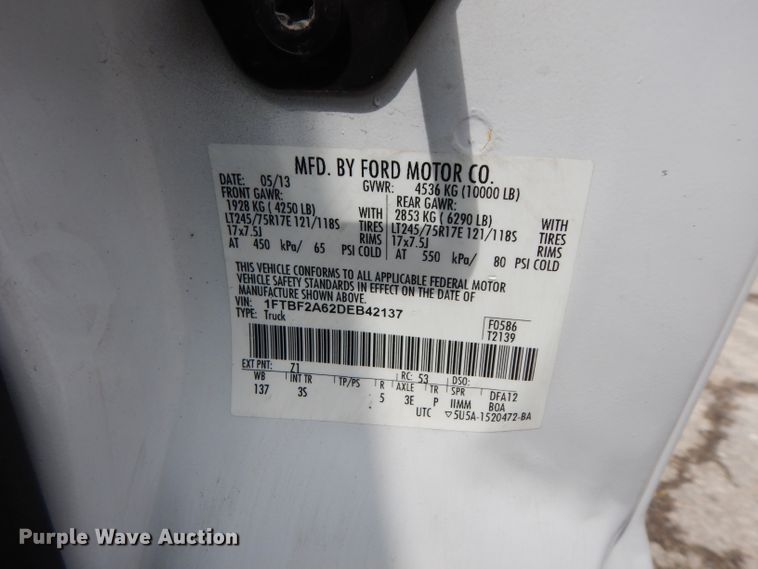 MFD. BY FORD MOTOR CO.
DATE: 05/13 GVWR: 4536 KG (10000 LB)
FRONT GAWR: REAR GAWR:
1928 KG ( 4250 LB) WITH 2853 KG ( 6290 LB) WITH
LT245/75R17E 121/118S TIRES LT245/75R17E 121/118S TIRES
17x7.5J RIMS 17x7.5J RIMS
AT 450 kPa/ 65 PSI COLD AT 550 kPa/ 80 PSI COLD
THIS VEHICLE CONFORMS TO ALL APPLICABLE FEDERAL MOTOR
VEHICLE SAFETY STANDARDS IN EFFECT ON THE DATE OF
MANUFACTURE SHOWN ABOVE.
VIN: 1FTBF2A62DEB42137 F0586
TYPE: Truck T2139
EXT PNT: Z1 RC: 53 DSO:
WB INT TR TP/PS R AXLE TR SPR DFA12
137 3S 5 3E P IIMM BOA
UTC ▽5U5A-1520472-BA
Purple Wave Auction